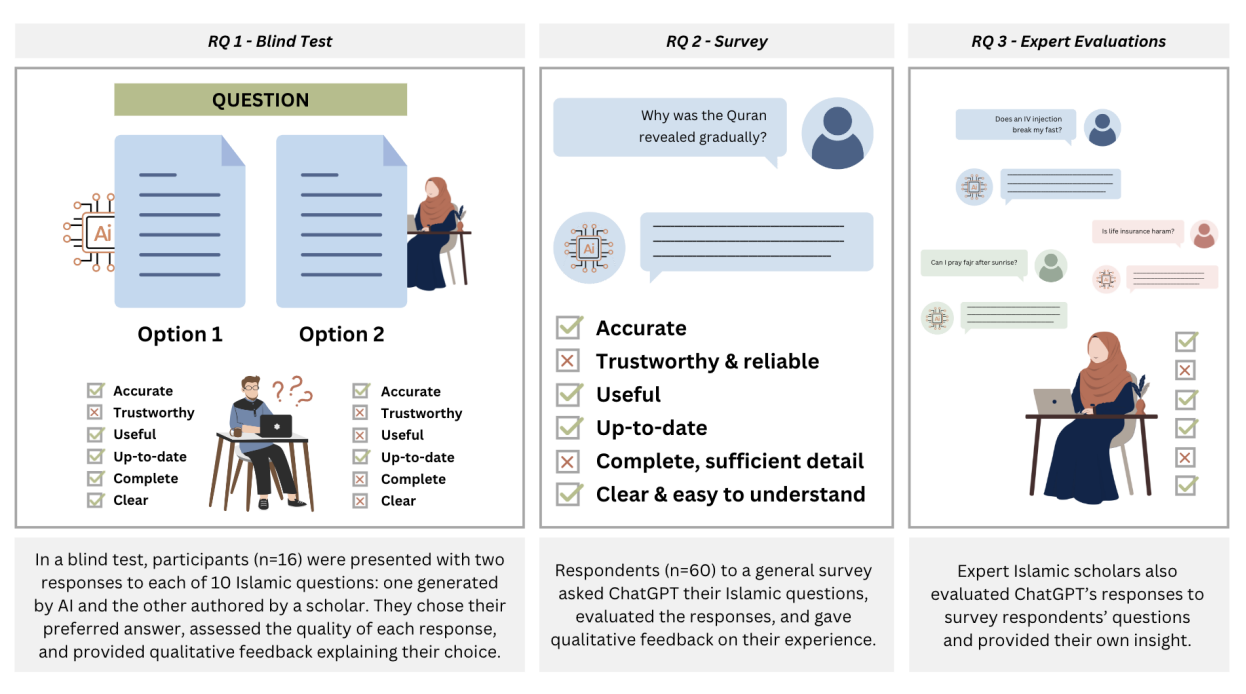 RQ 1 - Blind Test
QUESTION
Ai
Option 1
Option 2
Accurate
Trustworthy
Useful
Up-to-date
Complete
Clear
Accurate
Trustworthy
Useful
Up-to-date
Complete
Clear
In a blind test, participants (n=16) were presented with two
responses to each of 10 Islamic questions: one generated
by AI and the other authored by a scholar. They chose their
preferred answer, assessed the quality of each response,
and provided qualitative feedback explaining their choice.
RQ 2 - Survey
Why was the Quran
revealed gradually?
Ai
Accurate
Trustworthy & reliable
Useful
Up-to-date
Complete, sufficient detail
Clear & easy to understand
Respondents (n=60) to a general survey
asked ChatGPT their Islamic questions,
evaluated the responses, and gave
qualitative feedback on their experience.
RQ 3 - Expert Evaluations
Does an IV injection
break my fast?
Ai
Is life insurance haram?
Ai
Can I pray fajr after sunrise?
Ai
Expert Islamic scholars also
evaluated ChatGPT's responses to
survey respondents' questions
and provided their own insight.